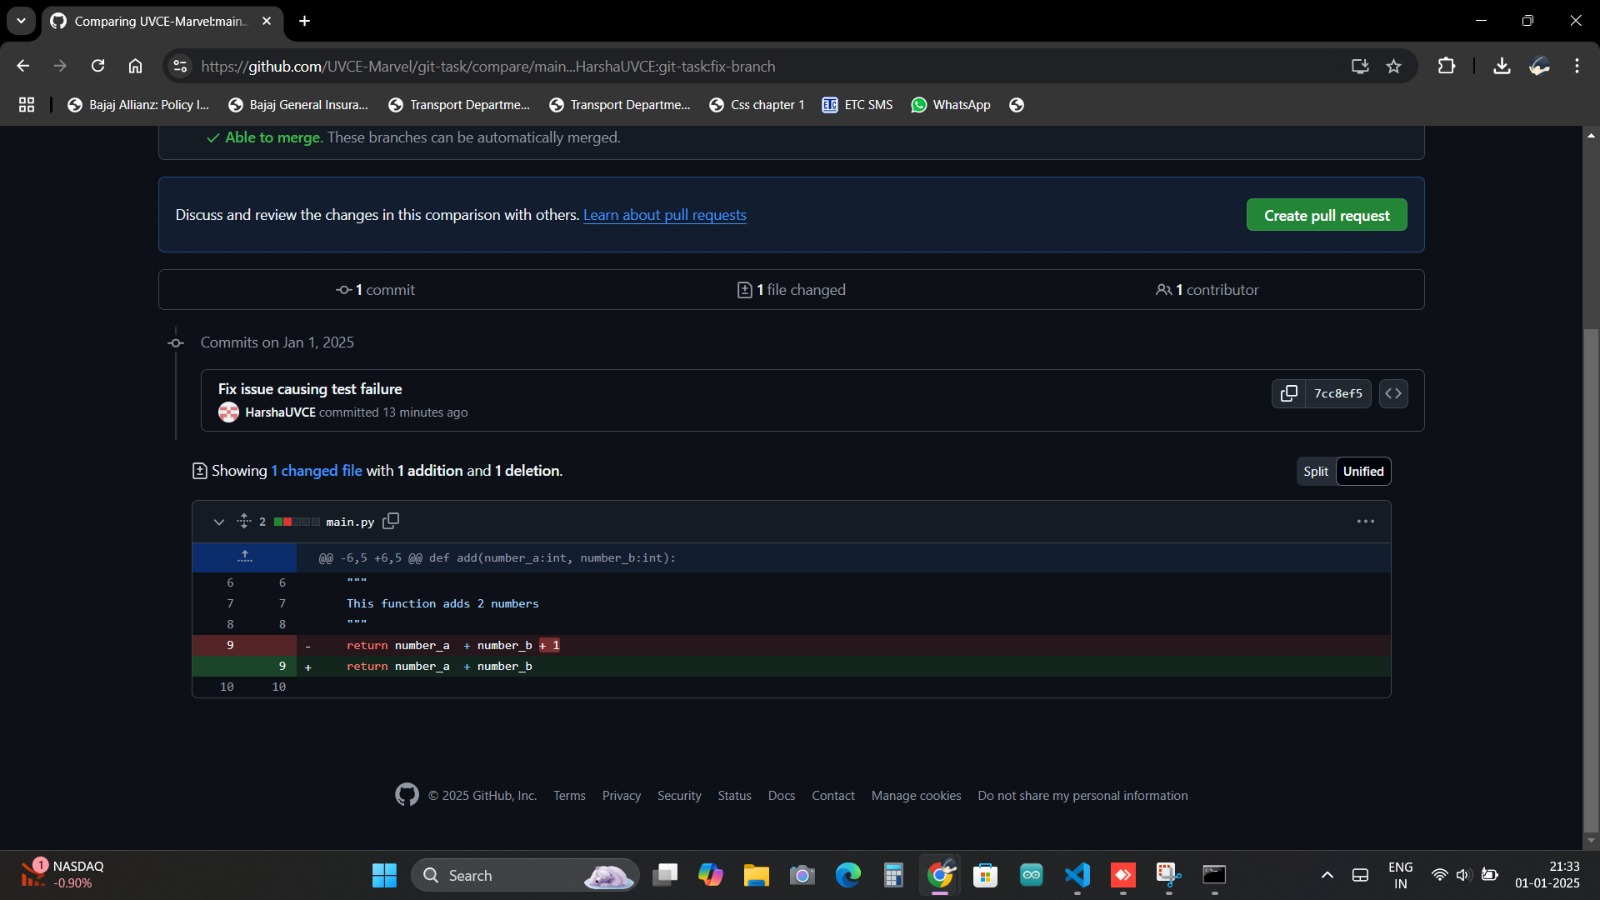 Comparing UVCE-Marvel:main...
https://github.com/UVCE-Marvel/git-task/compare/main...HarshaUVCE:git-task:fix-branch
Bajaj Allianz: Policy I...
Bajaj General Insura...
Transport Departme...
Transport Departme...
Css chapter 1
ETC SMS
WhatsApp
Able to merge. These branches can be automatically merged.
Discuss and review the changes in this comparison with others. Learn about pull requests
Create pull request
1 commit
1 file changed
1 contributor
Commits on Jan 1, 2025
Fix issue causing test failure
7cc8ef5
HarshaUVCE committed 13 minutes ago
Showing 1 changed file with 1 addition and 1 deletion.
Split
Unified
2 main.py
@@ -6,5 +6,5 @@ def add(number_a:int, number_b:int):
6 6 """
7 7 This function adds 2 numbers
8 8 """
9 - return number_a  + number_b + 1
9 + return number_a  + number_b
10 10
© 2025 GitHub, Inc.
Terms
Privacy
Security
Status
Docs
Contact
Manage cookies
Do not share my personal information
1
NASDAQ
-0.90%
Search
ENG
IN
21:33
01-01-2025